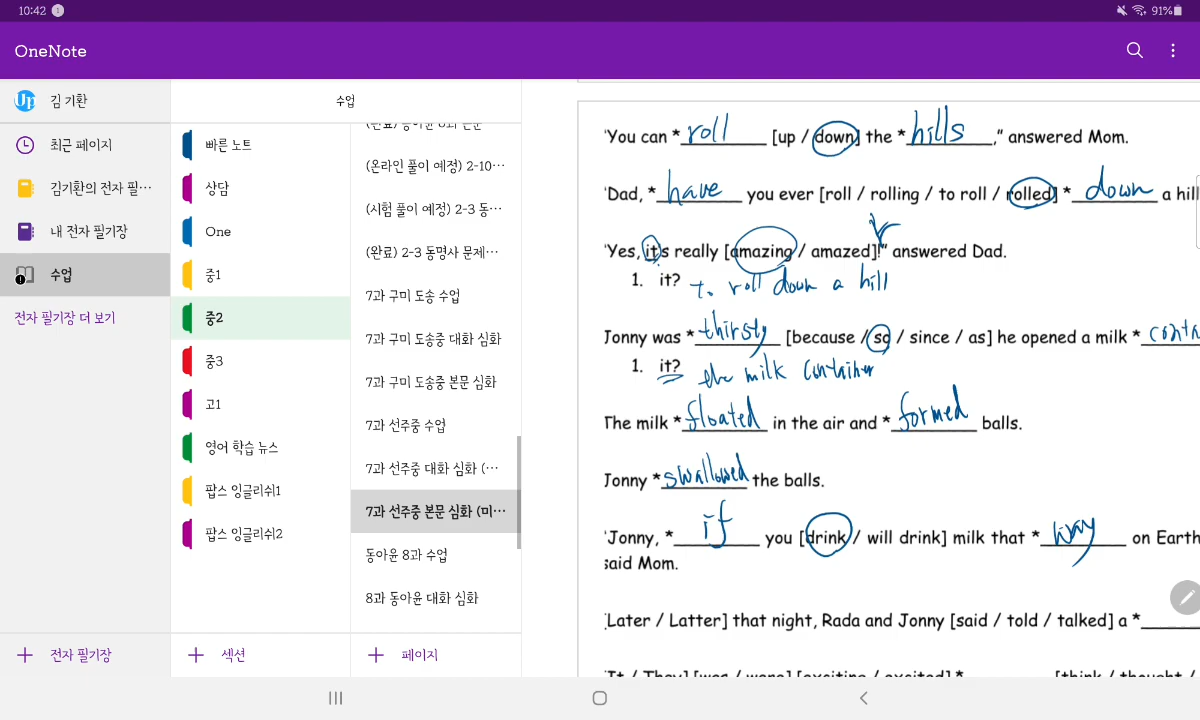 10:42 1 91%
OneNote
김 기환
최근 페이지
김기환의 전자 필···
내 전자 필기장
수업
전자 필기장 더 보기
전자 필기장
빠른 노트
상담
One
중1
중2
중3
고1
영어 학습 뉴스
팝스 잉글리쉬1
팝스 잉글리쉬2
섹션
수업
(온라인 풀이 예정) 2-10···
(시험 풀이 예정) 2-3 동···
(완료) 2-3 동명사 문제···
7과 구미 도송 수업
7과 구미 도송중 대화 심화
7과 구미 도송중 본문 심화
7과 선주중 수업
7과 선주중 대화 심화 (···
7과 선주중 본문 심화 (미···
동아윤 8과 수업
8과 동아윤 대화 심화
페이지
"You can * roll [up / down] the * hills ," answered Mom.
"Dad, * have you ever [roll / rolling / to roll / rolled] * down a hill
"Yes, it's really [amazing / amazed]!" answered Dad.
1. it? to roll down a hill
Jonny was * thirsty [because / so / since / as] he opened a milk *
1. it? the milk container
The milk * floated in the air and * formed balls.
Jonny * swallowed the balls.
"Jonny, * if you [drink / will drink] milk that * way on Earth
said Mom.
[Later / Latter] that night, Rada and Jonny [said / told / talked] a *
"It / They] [was / were] [exciting / excited] * [think / thought /